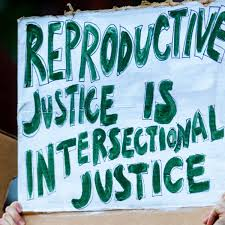 REPRODUCTIVE
JUSTICE IS
INTERSECTIONAL
JUSTICE